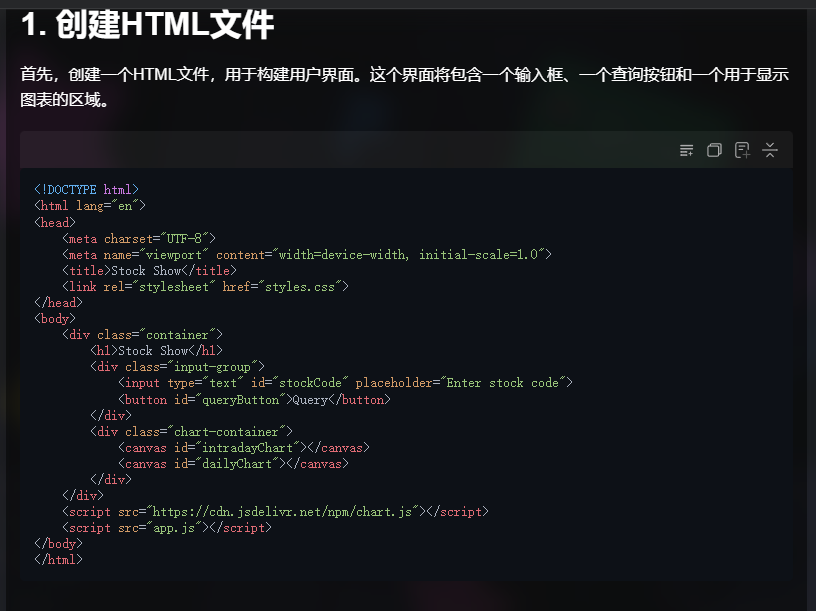 1. 创建HTML文件
首先，创建一个HTML文件，用于构建用户界面。这个界面将包含一个输入框、一个查询按钮和一个用于显示
图表的区域。
<!DOCTYPE html>
<html lang="en">
<head>
    <meta charset="UTF-8">
    <meta name="viewport" content="width=device-width, initial-scale=1.0">
    <title>Stock Show</title>
    <link rel="stylesheet" href="styles.css">
</head>
<body>
    <div class="container">
        <h1>Stock Show</h1>
        <div class="input-group">
            <input type="text" id="stockCode" placeholder="Enter stock code">
            <button id="queryButton">Query</button>
        </div>
        <div class="chart-container">
            <canvas id="intradayChart"></canvas>
            <canvas id="dailyChart"></canvas>
        </div>
    </div>
    <script src="https://cdn.jsdelivr.net/npm/chart.js"></script>
    <script src="app.js"></script>
</body>
</html>